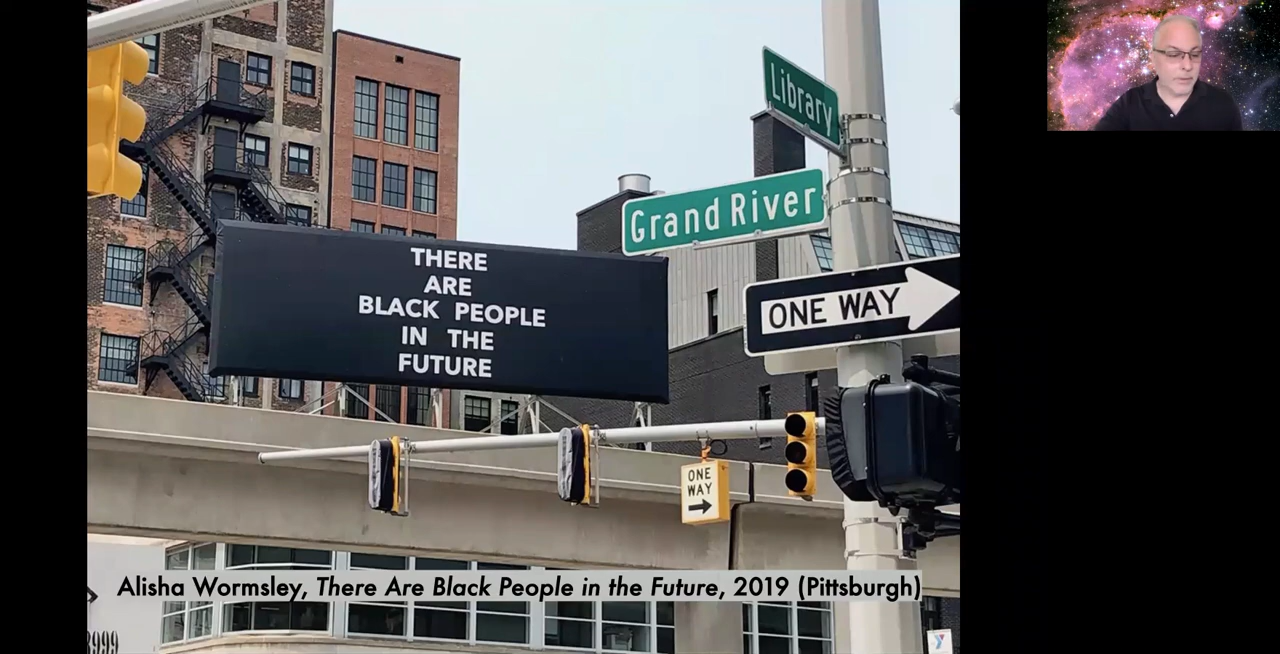 Library
Grand River
THERE
ARE
BLACK PEOPLE
IN THE
FUTURE
ONE WAY
ONE
WAY
Alisha Wormsley, There Are Black People in the Future, 2019 (Pittsburgh)
Y